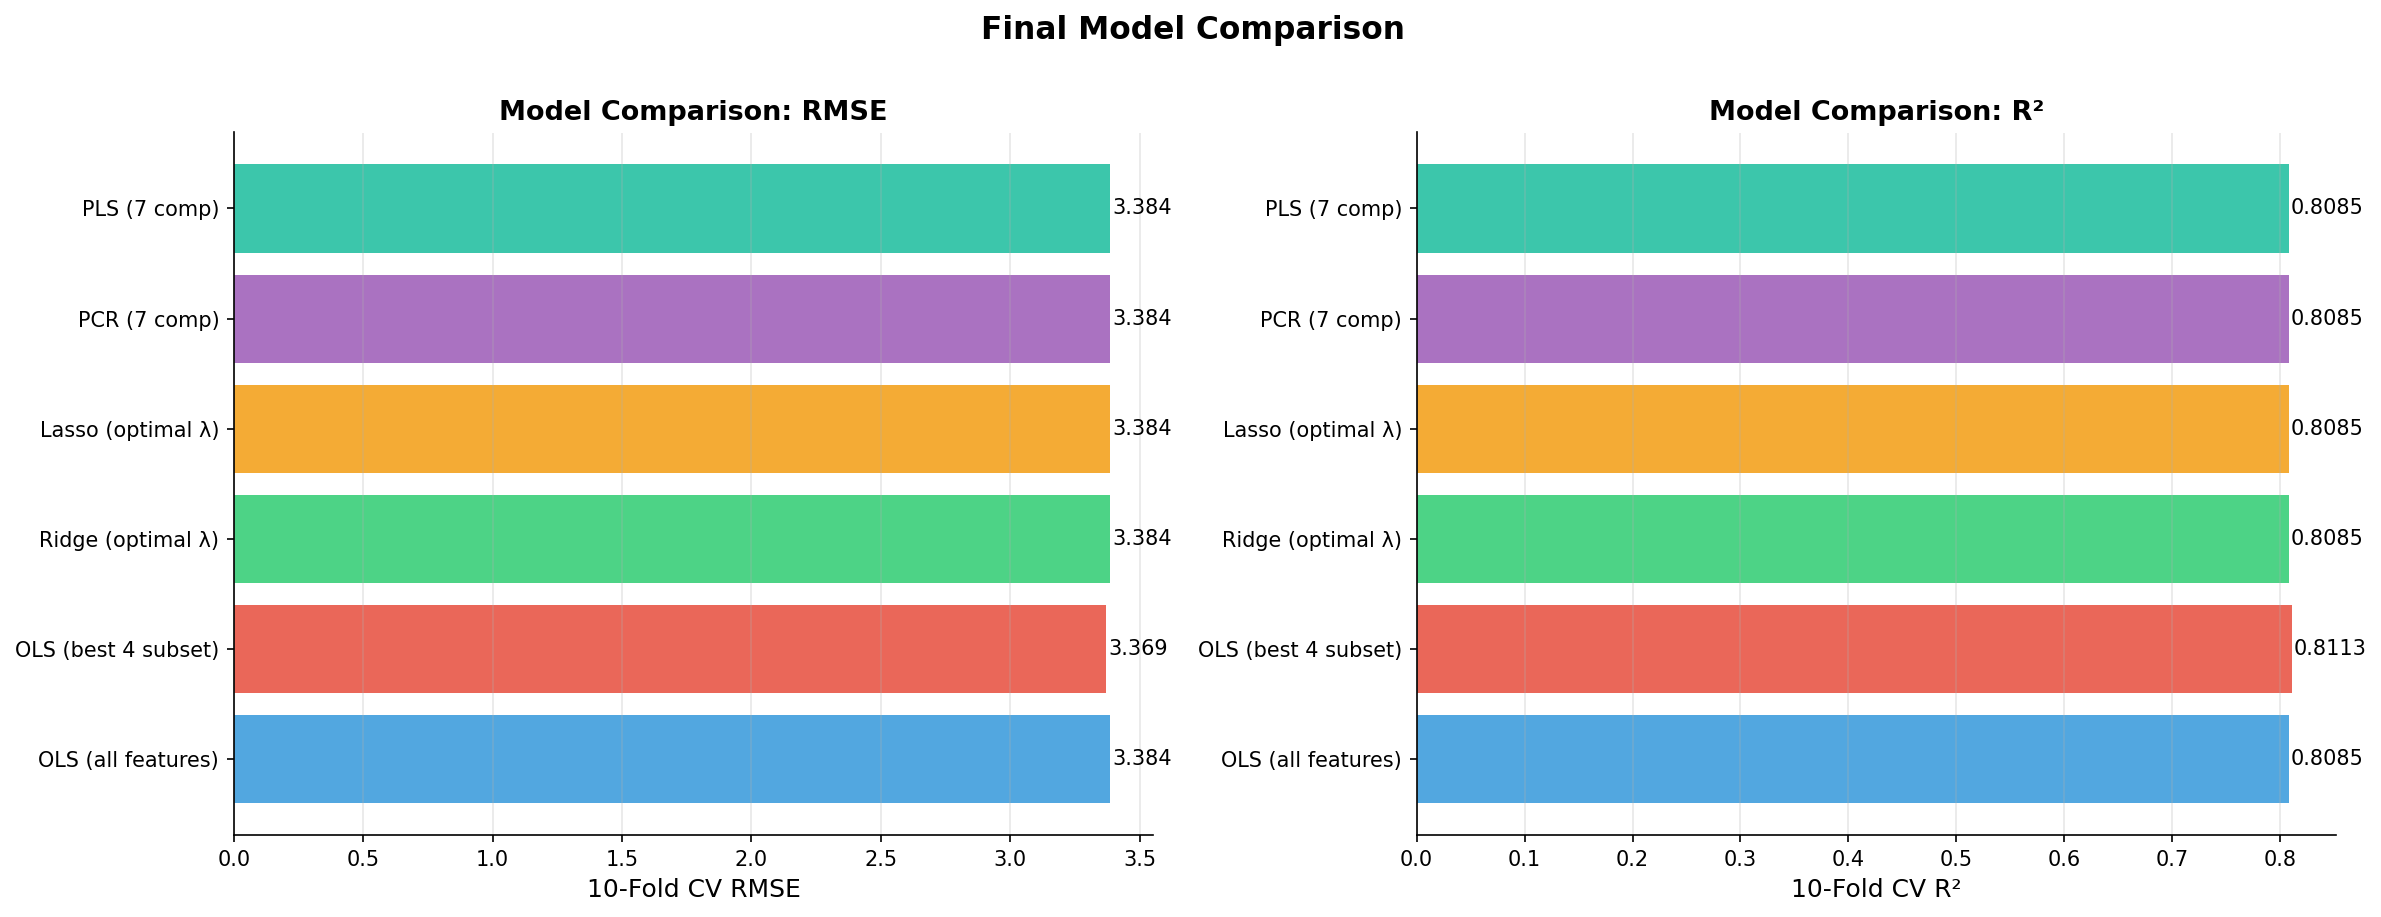 Final Model Comparison
Model Comparison: RMSE
PLS (7 comp)
3.384
PCR (7 comp)
3.384
Lasso (optimal λ)
3.384
Ridge (optimal λ)
3.384
OLS (best 4 subset)
3.369
OLS (all features)
3.384
0.0 0.5 1.0 1.5 2.0 2.5 3.0 3.5
10-Fold CV RMSE
Model Comparison: R²
PLS (7 comp)
0.8085
PCR (7 comp)
0.8085
Lasso (optimal λ)
0.8085
Ridge (optimal λ)
0.8085
OLS (best 4 subset)
0.8113
OLS (all features)
0.8085
0.0 0.1 0.2 0.3 0.4 0.5 0.6 0.7 0.8
10-Fold CV R²